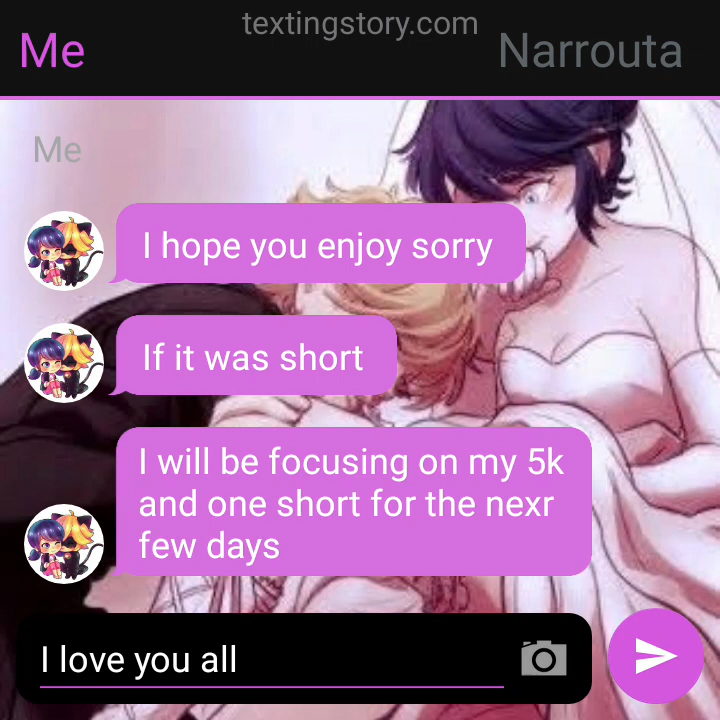 textingstory.com
Me
Narrouta
Me
I hope you enjoy sorry
If it was short
I will be focusing on my 5k
and one short for the nexr
few days
I love you all